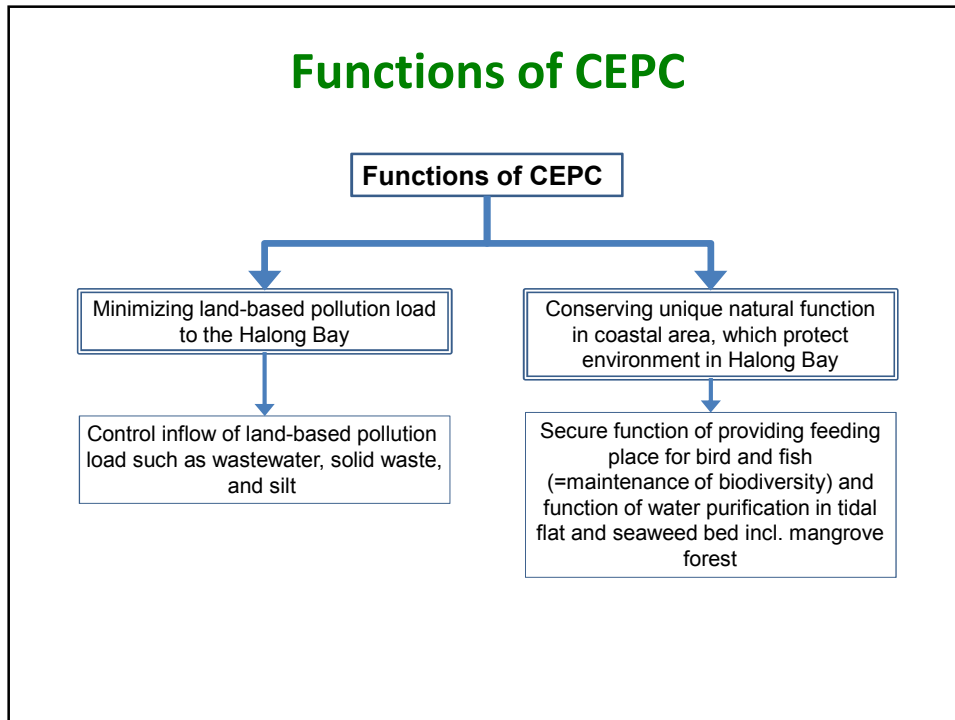 Functions of CEPC
Functions of CEPC
Minimizing land-based pollution load
to the Halong Bay
Conserving unique natural function
in coastal area, which protect
environment in Halong Bay
Control inflow of land-based pollution
load such as wastewater, solid waste,
and silt
Secure function of providing feeding
place for bird and fish
(=maintenance of biodiversity) and
function of water purification in tidal
flat and seaweed bed incl. mangrove
forest